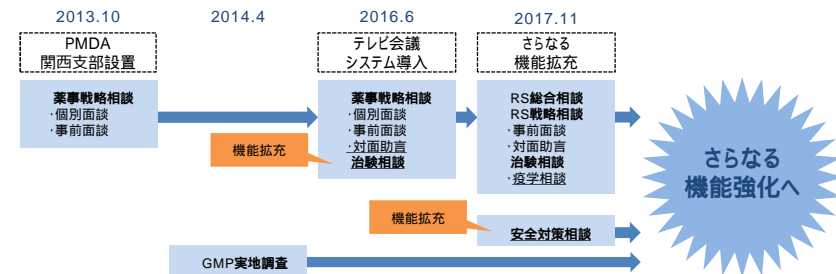 2013.10
2014.4
2016.6
2017.11
PMDA
関西支部設置
テレビ会議
システム導入
さらなる
機能拡充
薬事戦略相談
・個別面談
・事前面談
薬事戦略相談
・個別面談
・事前面談
・対面助言
治験相談
RS総合相談
RS戦略相談
・事前面談
・対面助言
治験相談
・疫学相談
さらなる
機能強化へ
機能拡充
機能拡充
安全対策相談
GMP実地調査